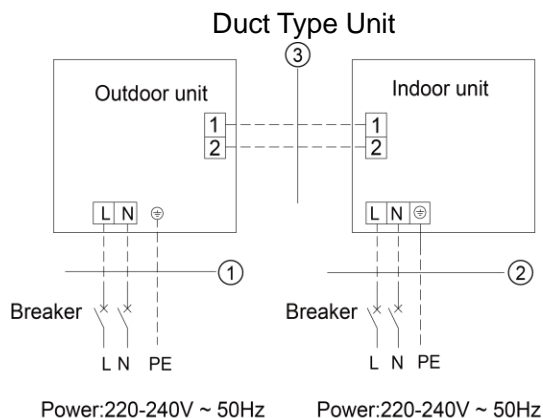 Duct Type Unit
3
Outdoor unit
Indoor unit
1
2
1
2
L N
L N
1
2
Breaker
Breaker
L N PE
L N PE
Power:220-240V ~ 50Hz
Power:220-240V ~ 50Hz